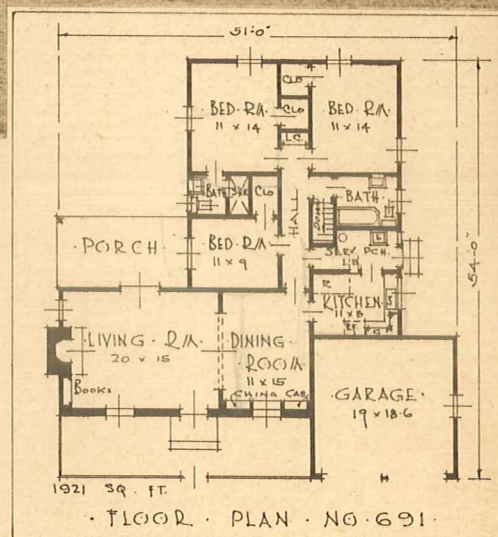 51'-0"
CLO
BED RM
11 x 14
CLO
BED RM
11 x 14
L.C.
BATH
SHR
CLO
HALL
DOWN
BATH
PORCH
BED RM
11 x 9
SERV. PCH.
54'-0"
KITCHEN
11 x 8
R
S
C
LIVING RM
20 x 15
DINING
ROOM
11 x 15
GARAGE
19 x 18-6
BOOKS
CHINA CAB.
1921 SQ. FT.
FLOOR PLAN NO. 691